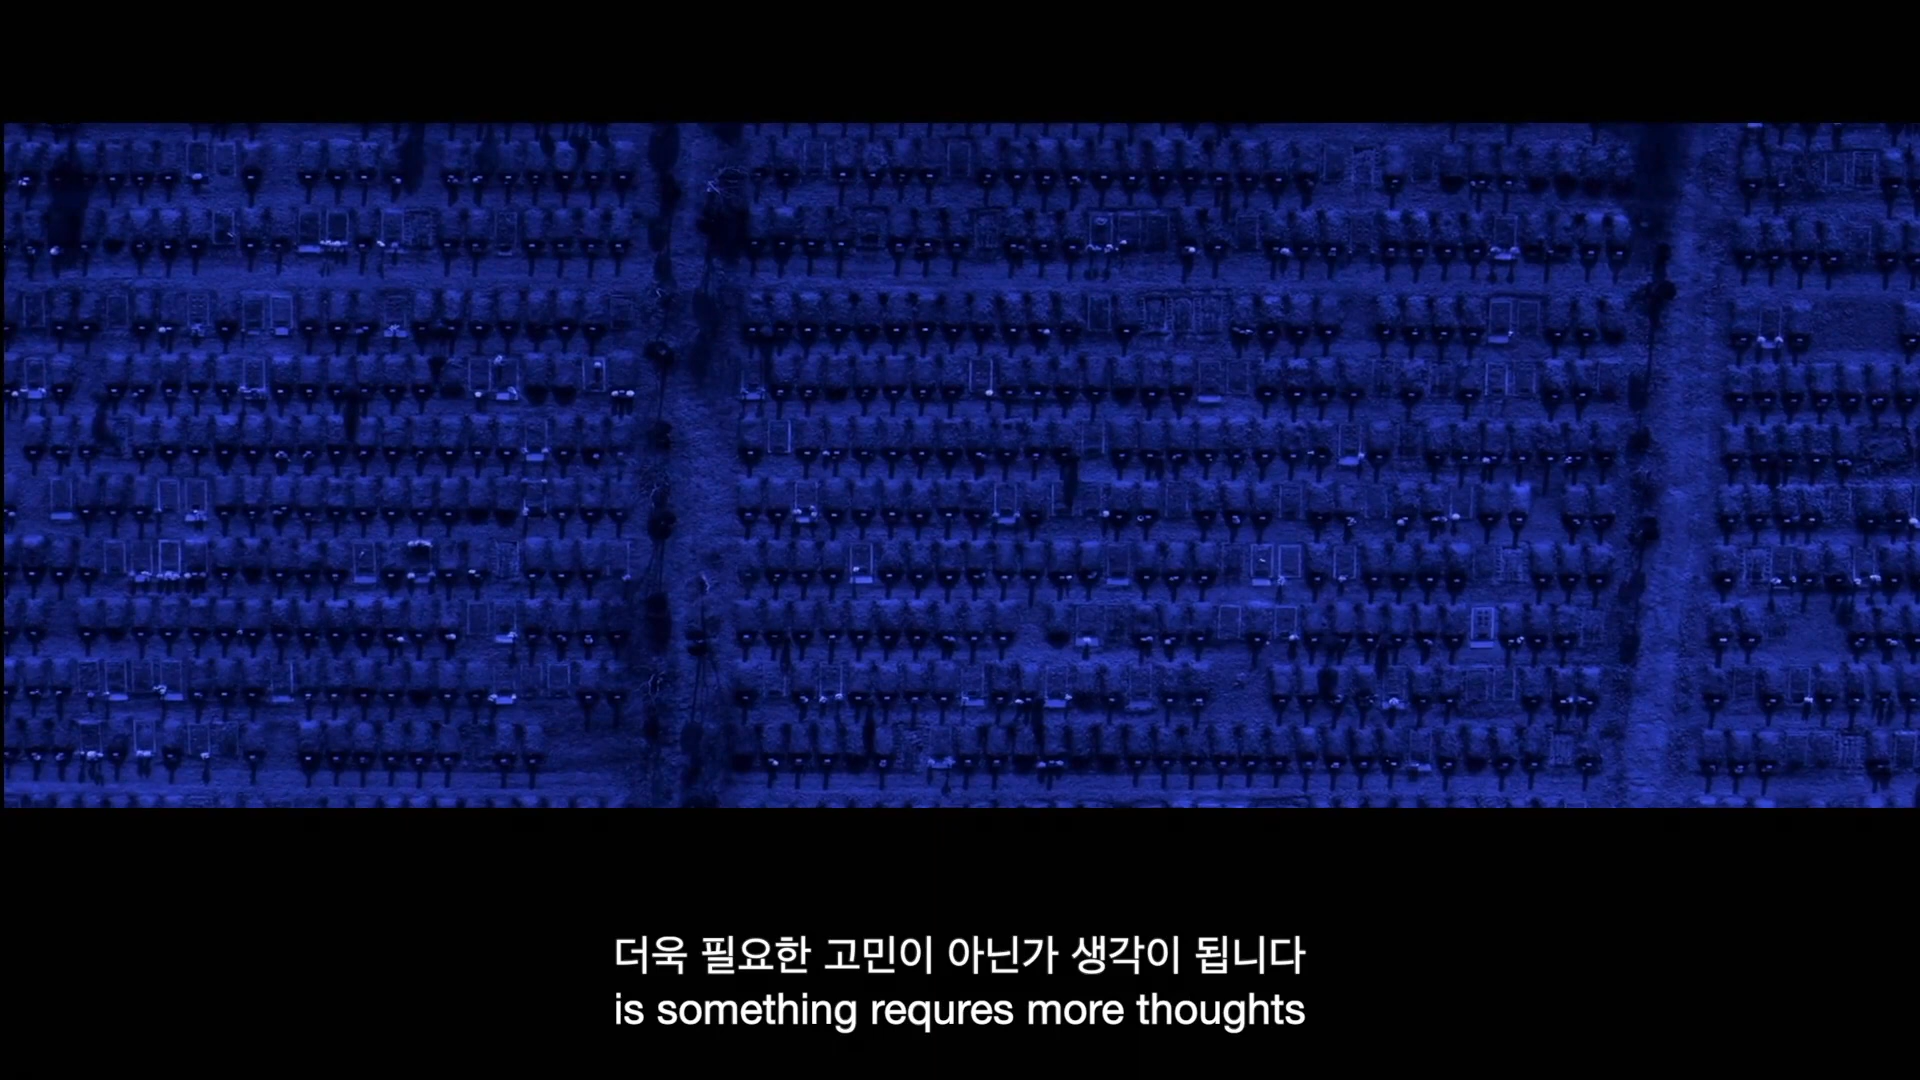 더욱 필요한 고민이 아닌가 생각이 됩니다
is something requres more thoughts